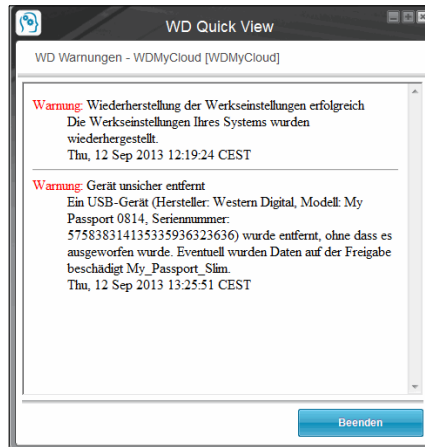 WD Quick View
WD Warnungen - WDMyCloud [WDMyCloud]
Warnung: Wiederherstellung der Werkseinstellungen erfolgreich
Die Werkseinstellungen Ihres Systems wurden
wiederhergestellt.
Thu, 12 Sep 2013 12:19:24 CEST
Warnung: Gerät unsicher entfernt
Ein USB-Gerät (Hersteller: Western Digital, Modell: My
Passport 0814, Seriennummer:
575838314135335936323636) wurde entfernt, ohne dass es
ausgeworfen wurde. Eventuell wurden Daten auf der Freigabe
beschädigt My_Passport_Slim.
Thu, 12 Sep 2013 13:25:51 CEST
Beenden